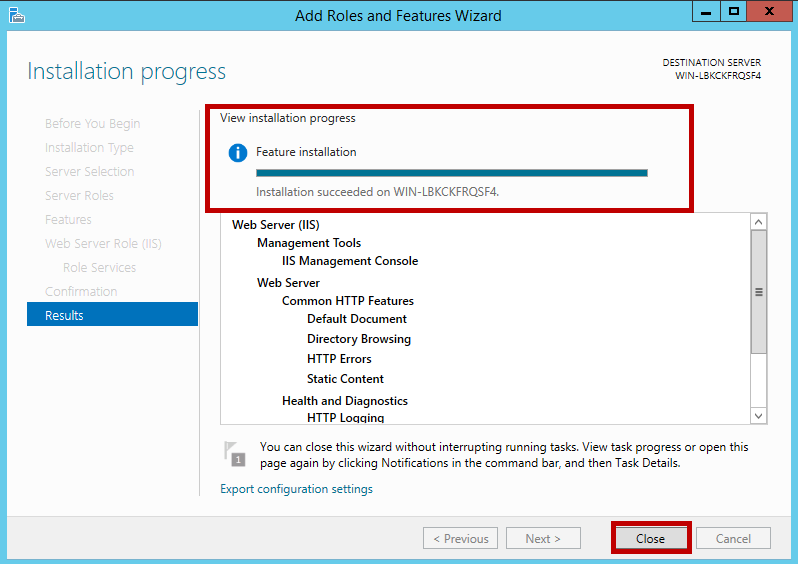 Add Roles and Features Wizard
Installation progress
DESTINATION SERVER
WIN-LBKCKFRQSF4
Before You Begin
Installation Type
Server Selection
Server Roles
Features
Web Server Role (IIS)
Role Services
Confirmation
Results
View installation progress
Feature installation
Installation succeeded on WIN-LBKCKFRQSF4.
Web Server (IIS)
Management Tools
IIS Management Console
Web Server
Common HTTP Features
Default Document
Directory Browsing
HTTP Errors
Static Content
Health and Diagnostics
HTTP Logging
1
You can close this wizard without interrupting running tasks. View task progress or open this
page again by clicking Notifications in the command bar, and then Task Details.
Export configuration settings
< Previous
Next >
Close
Cancel